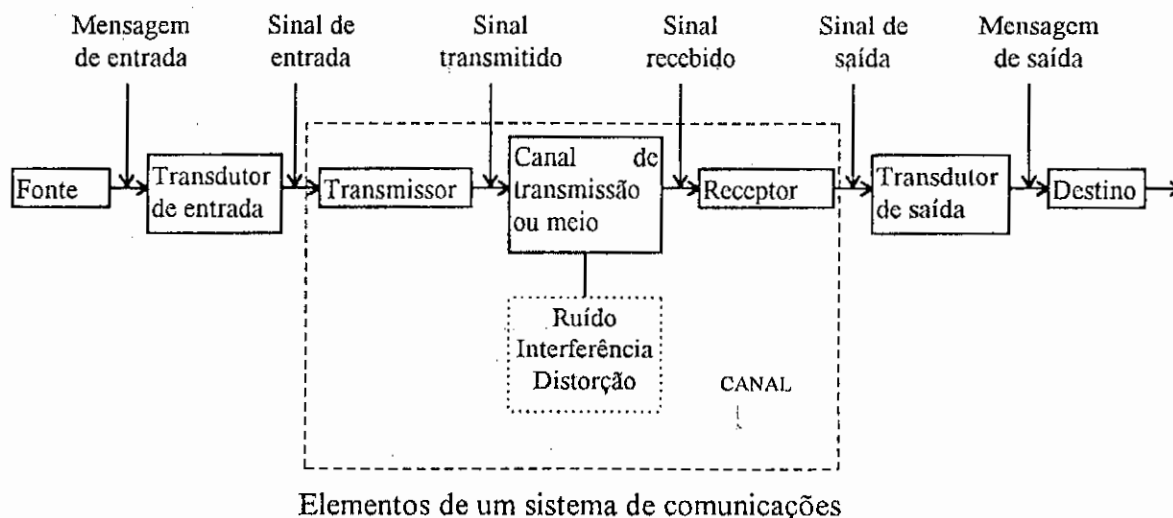 Mensagem
de entrada
Sinal de
entrada
Sinal
transmitido
Sinal
recebido
Sinal de
saída
Mensagem
de saída
Fonte
Transdutor
de entrada
Transmissor
Canal de
transmissão
ou meio
Receptor
Transdutor
de saída
Destino
Ruído
Interferência
Distorção
CANAL
Elementos de um sistema de comunicações